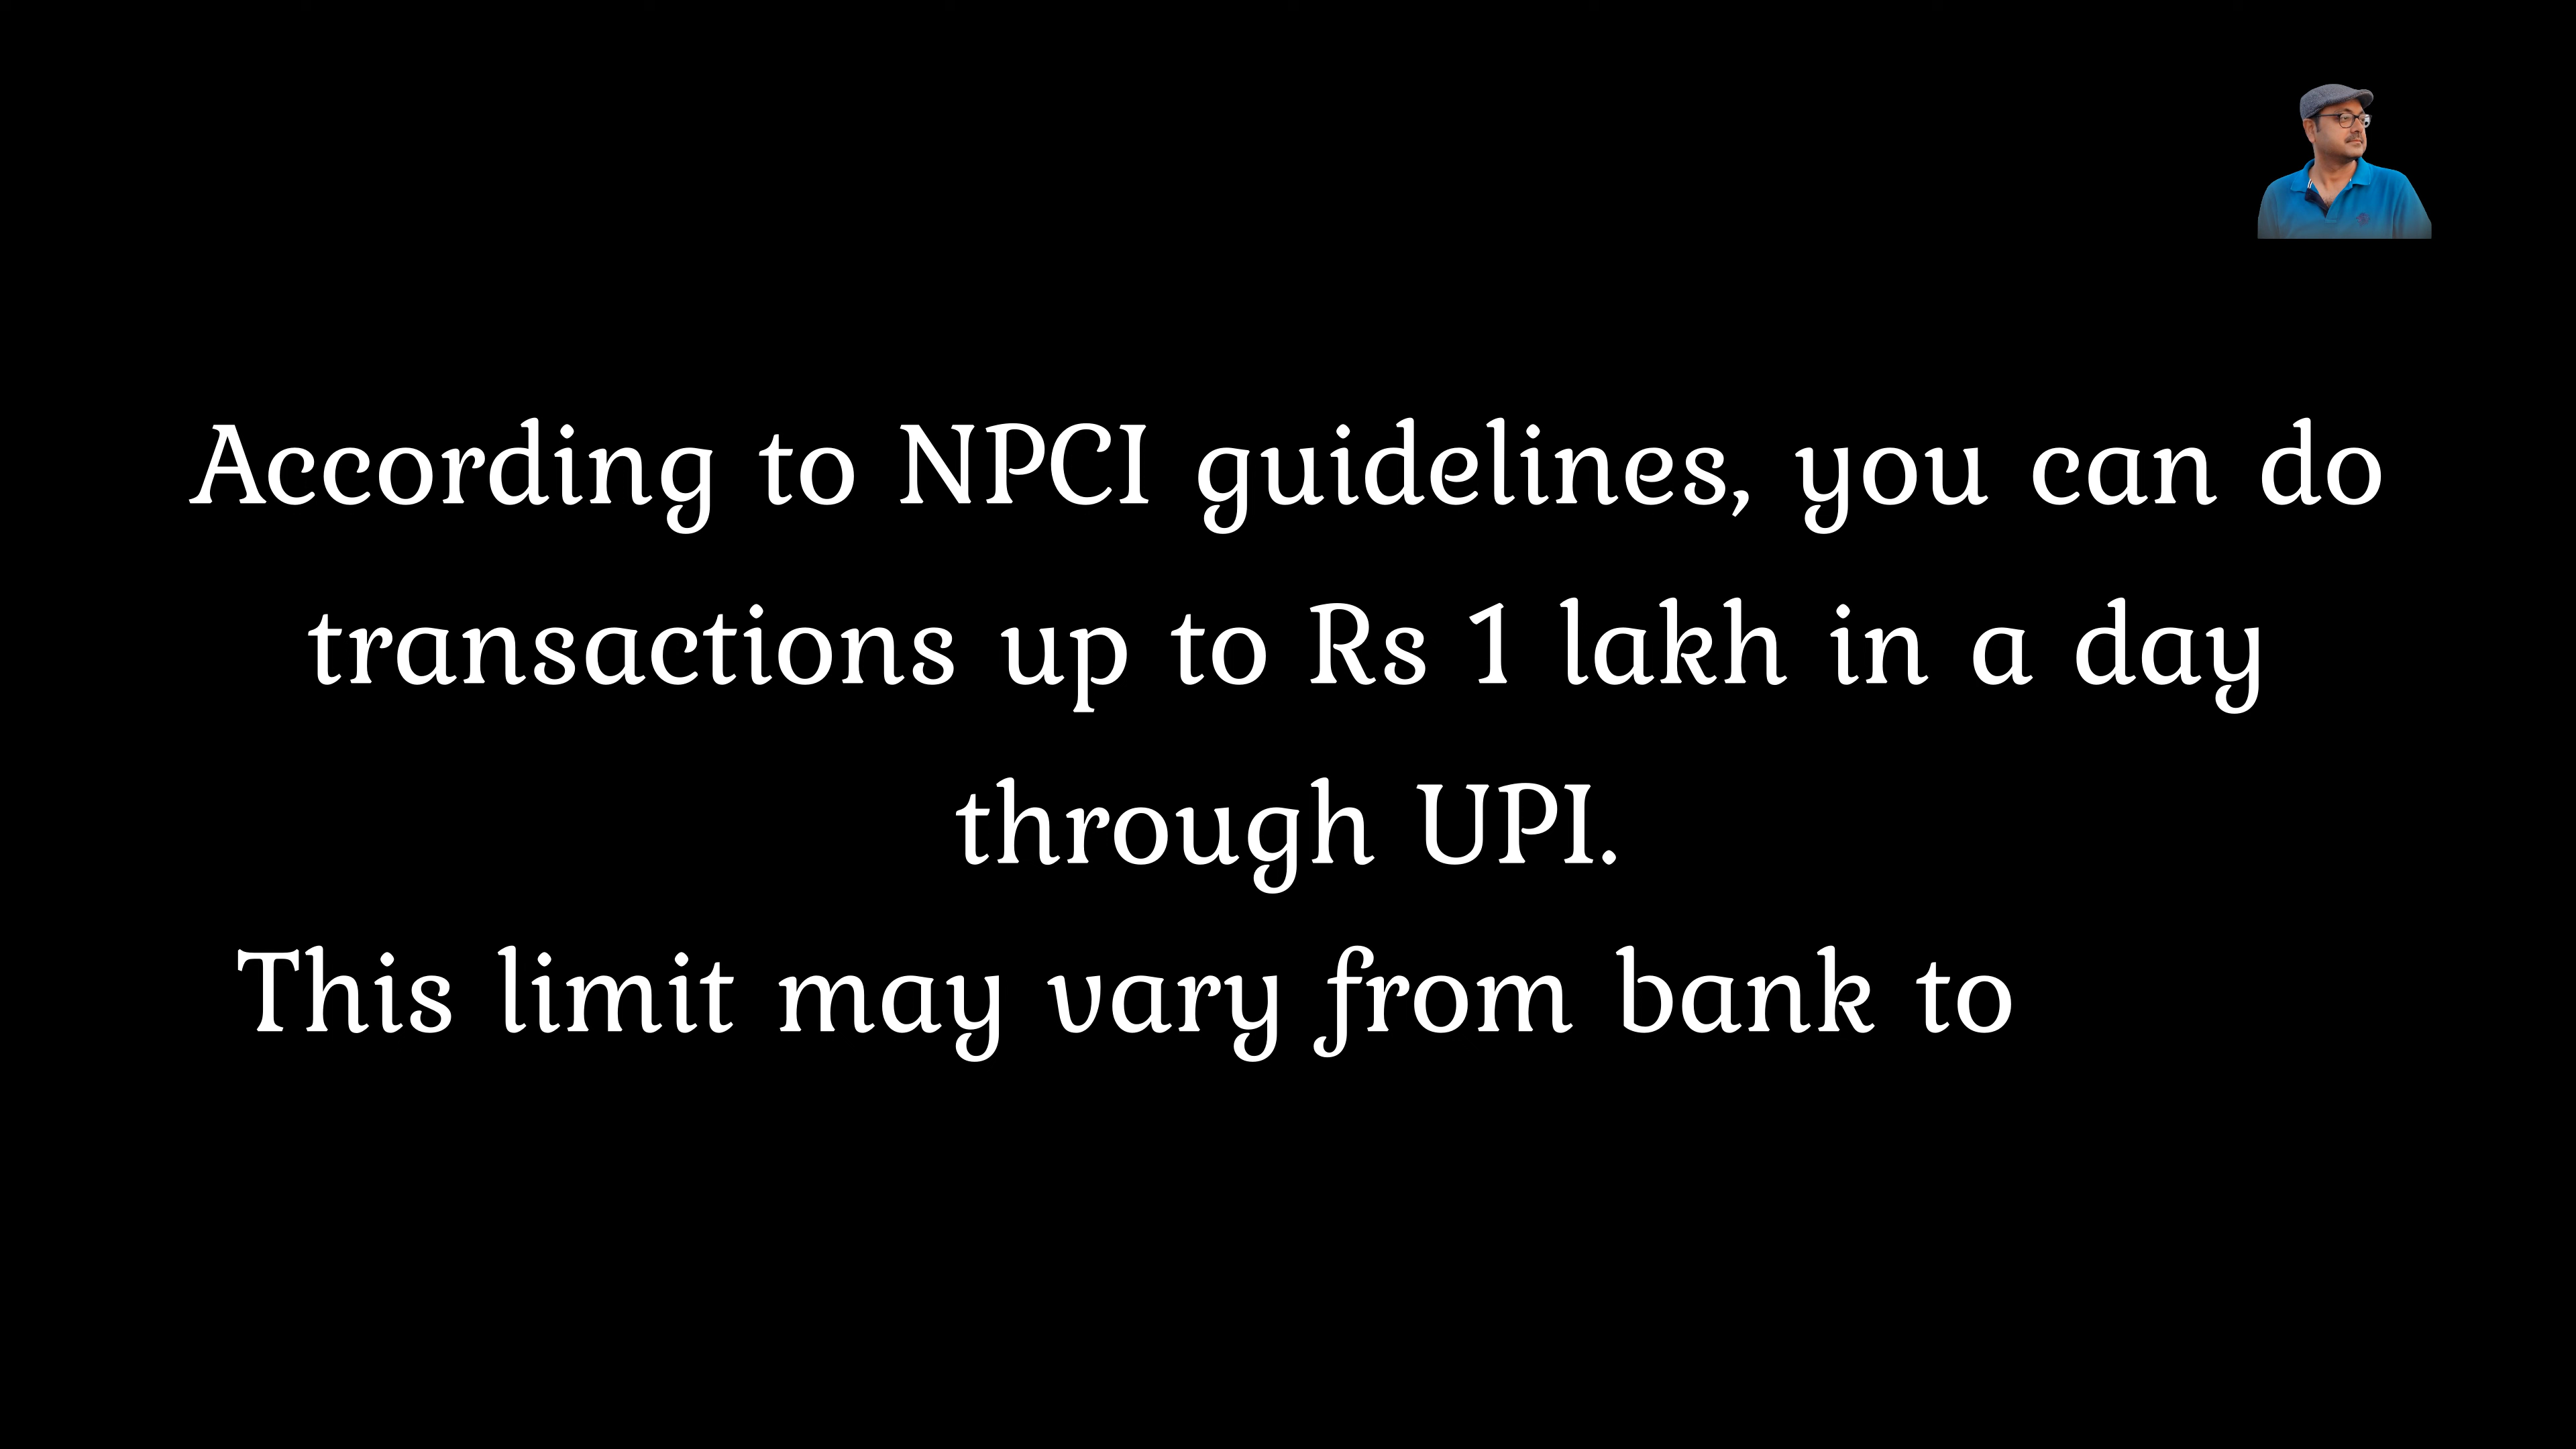 According to NPCI guidelines, you can do
transactions up to Rs 1 lakh in a day
through UPI.
This limit may vary from bank to